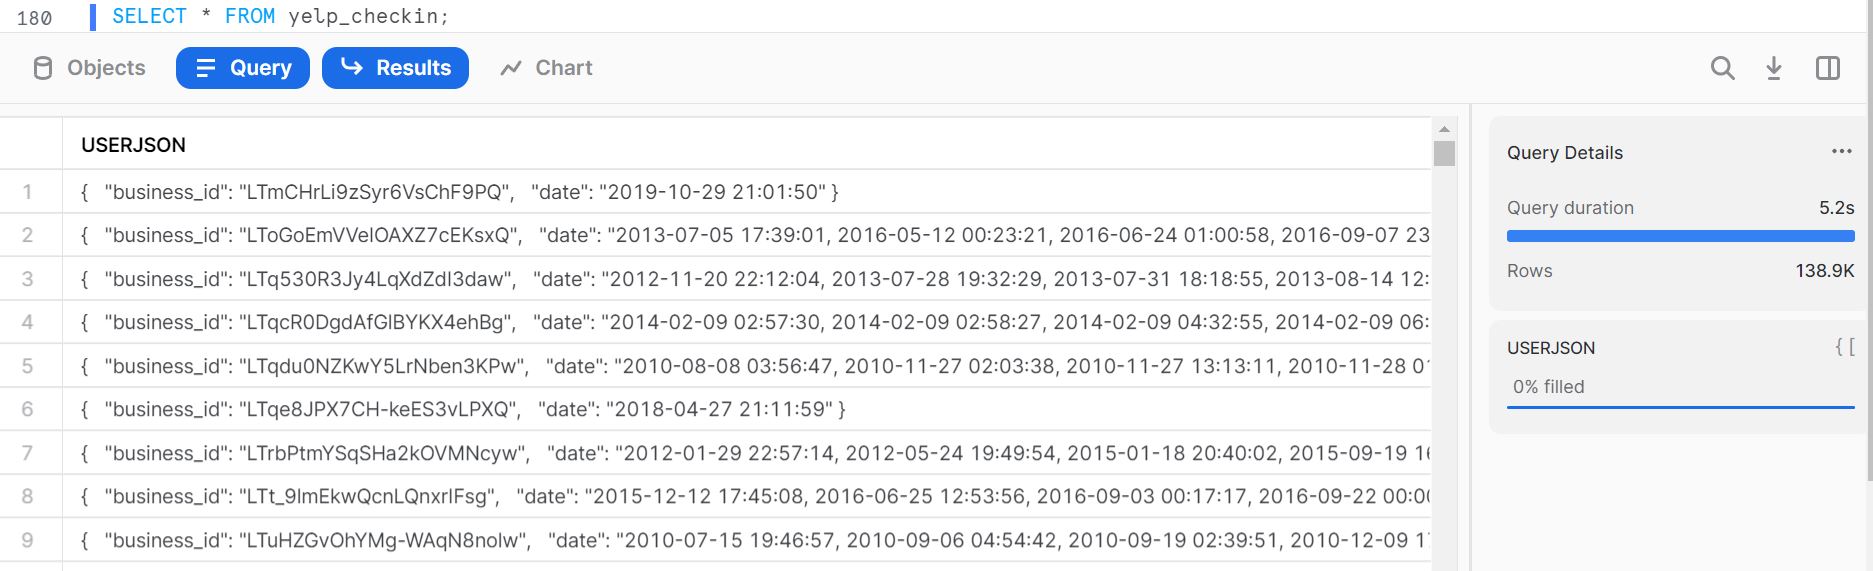 180 SELECT * FROM yelp_checkin;
Objects Query Results Chart
USERJSON
1 { "business_id": "LTmCHrLi9zSyr6VsChF9PQ", "date": "2019-10-29 21:01:50" }
2 { "business_id": "LToGoEmVVelOAXZ7cEKsxQ", "date": "2013-07-05 17:39:01, 2016-05-12 00:23:21, 2016-06-24 01:00:58, 2016-09-07 23
3 { "business_id": "LTq530R3Jy4LqXdZdI3daw", "date": "2012-11-20 22:12:04, 2013-07-28 19:32:29, 2013-07-31 18:18:55, 2013-08-14 12:
4 { "business_id": "LTqcR0DgdAfGlBYKX4ehBg", "date": "2014-02-09 02:57:30, 2014-02-09 02:58:27, 2014-02-09 04:32:55, 2014-02-09 06:
5 { "business_id": "LTqdu0NZKwY5LrNben3KPw", "date": "2010-08-08 03:56:47, 2010-11-27 02:03:38, 2010-11-27 13:13:11, 2010-11-28 01
6 { "business_id": "LTqe8JPX7CH-keES3vLPXQ", "date": "2018-04-27 21:11:59" }
7 { "business_id": "LTrbPtmYSqSHa2kOVMNcyw", "date": "2012-01-29 22:57:14, 2012-05-24 19:49:54, 2015-01-18 20:40:02, 2015-09-19 16
8 { "business_id": "LTt_9lmEkwQcnLQnxrIFsg", "date": "2015-12-12 17:45:08, 2016-06-25 12:53:56, 2016-09-03 00:17:17, 2016-09-22 00:00
9 { "business_id": "LTuHZGvOhYMg-WAqN8nolw", "date": "2010-07-15 19:46:57, 2010-09-06 04:54:42, 2010-09-19 02:39:51, 2010-12-09 17
Query Details ...
Query duration 5.2s
Rows 138.9K
USERJSON { [
0% filled